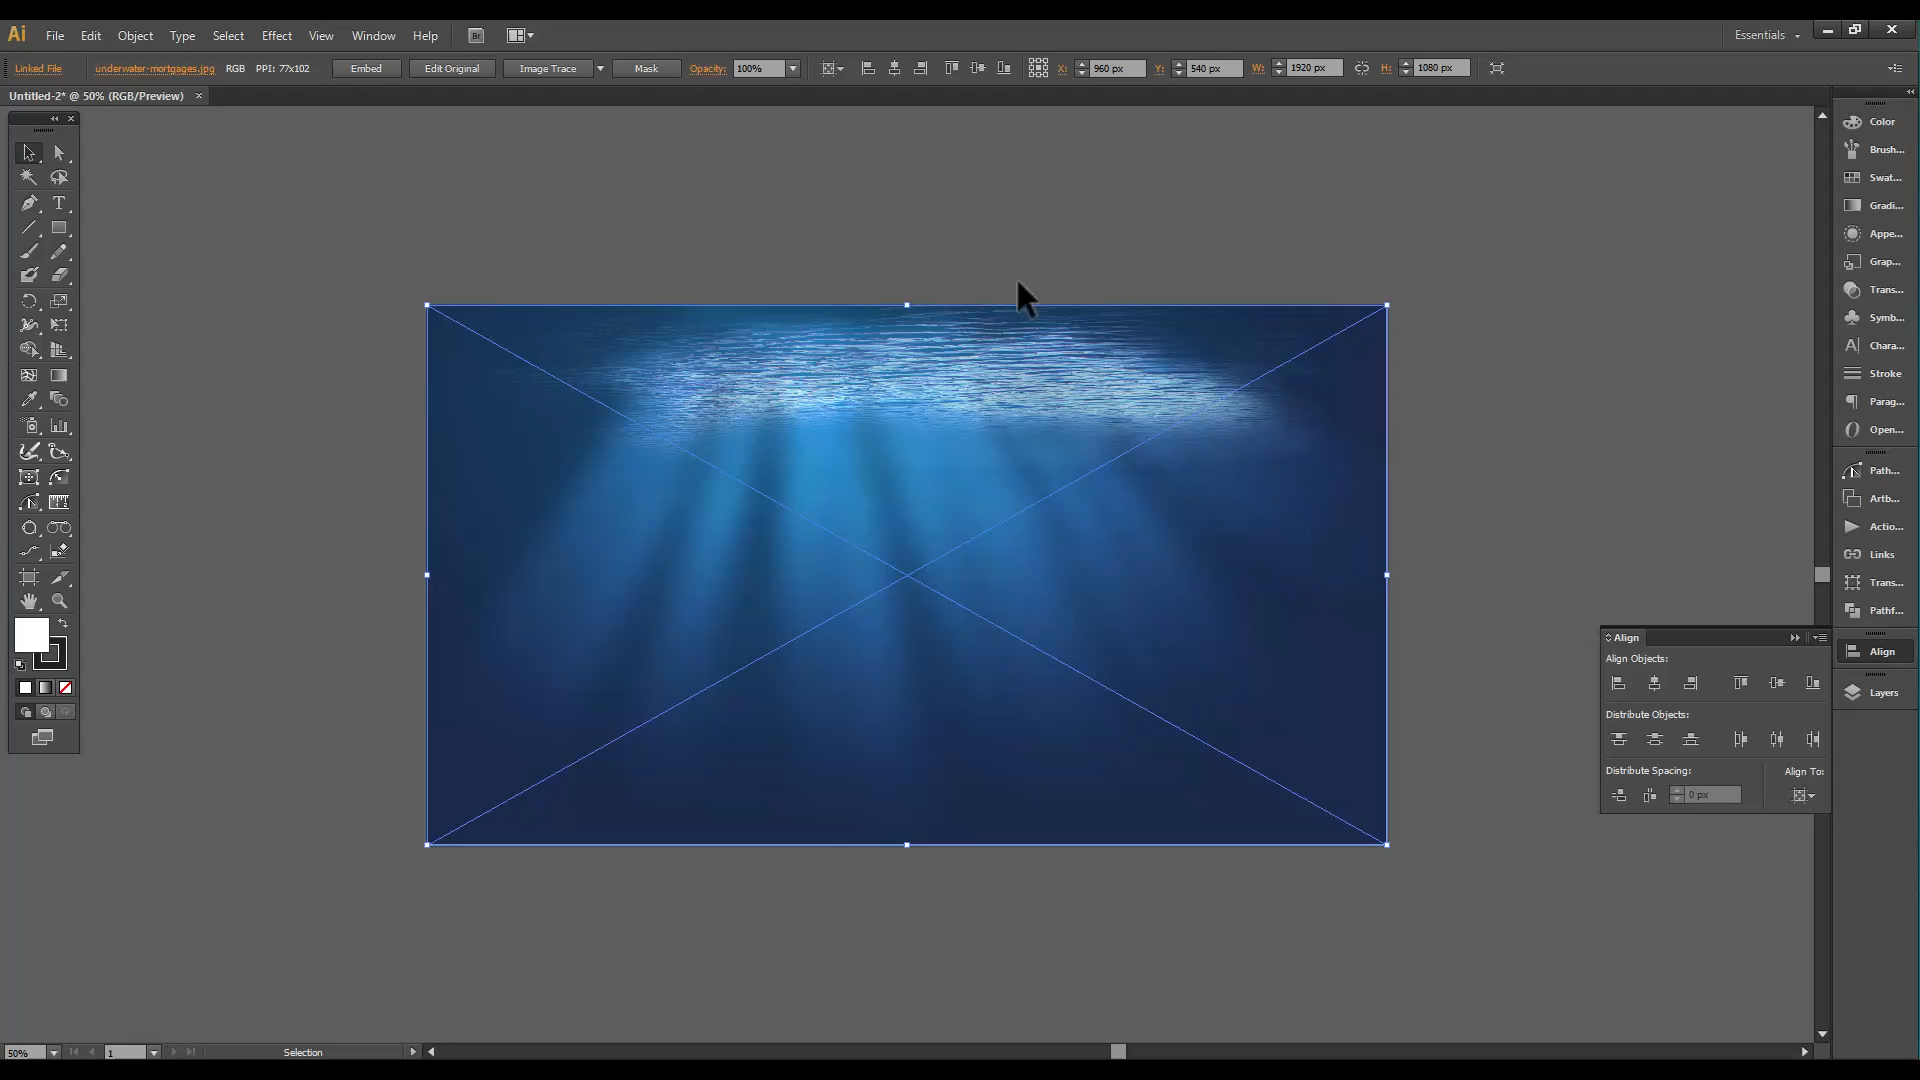 Ai File Edit Object Type Select Effect View Window Help Br Essentials
Linked File underwater-mortgages.jpg RGB PPI: 77x102 Embed Edit Original Image Trace Mask Opacity: 100% X: 960 px Y: 540 px W: 1920 px H: 1080 px
Untitled-2* @ 50% (RGB/Preview)
Color
Brush...
Swat...
Gradi...
Appe...
Grap...
Trans...
Symb...
Chara...
Stroke
Parag...
Open...
Path...
Artb...
Actio...
Links
Trans...
Pathf...
Align
Layers
Align
Align Objects:
Distribute Objects:
Distribute Spacing: Align To:
0 px
50% 1 Selection